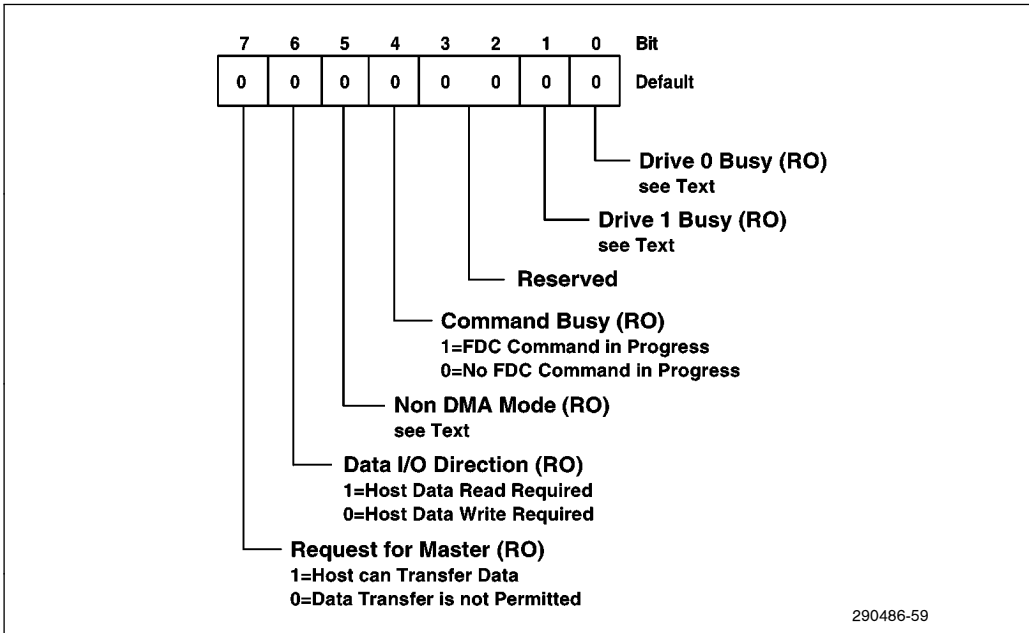 7 6 5 4 3 2 1 0 Bit
0 0 0 0 0 0 0 0 Default
Drive 0 Busy (RO)
see Text
Drive 1 Busy (RO)
see Text
Reserved
Command Busy (RO)
1=FDC Command in Progress
0=No FDC Command in Progress
Non DMA Mode (RO)
see Text
Data I/O Direction (RO)
1=Host Data Read Required
0=Host Data Write Required
Request for Master (RO)
1=Host can Transfer Data
0=Data Transfer is not Permitted
290486-59